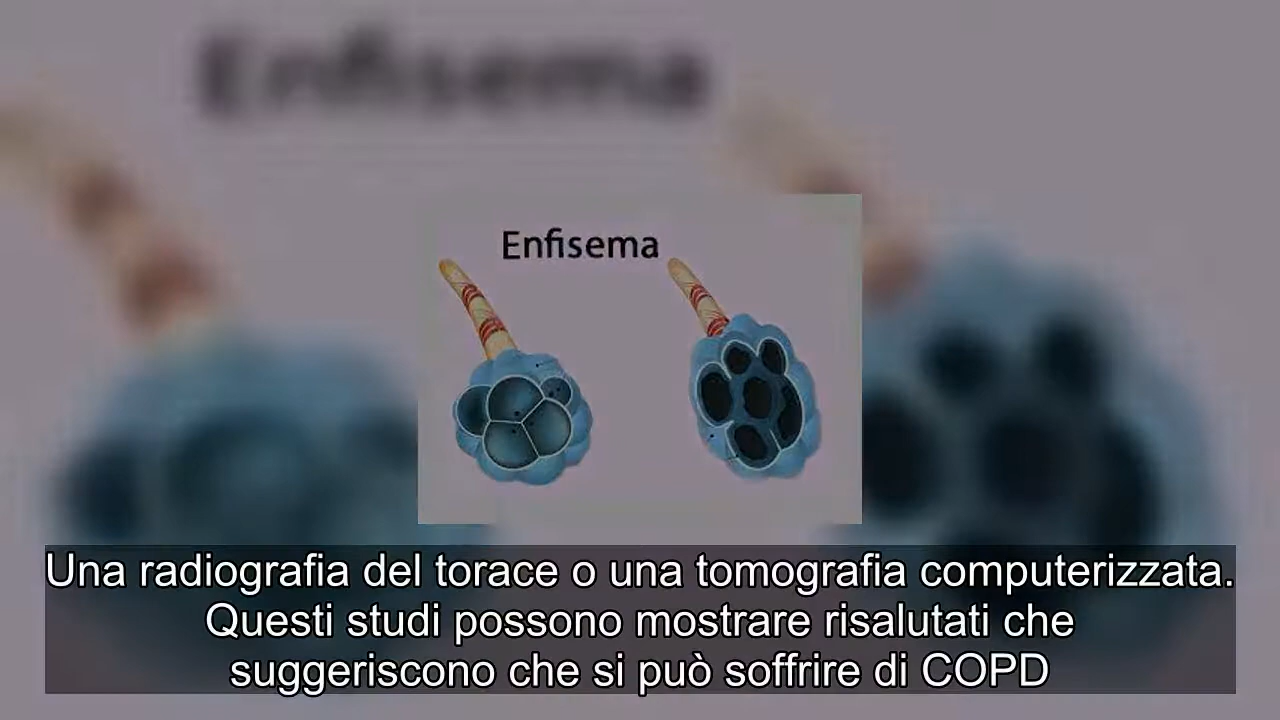 Enfisema
Enfisema
Una radiografia del torace o una tomografia computerizzata.
Questi studi possono mostrare risalutati che
suggeriscono che si può soffrire di COPD